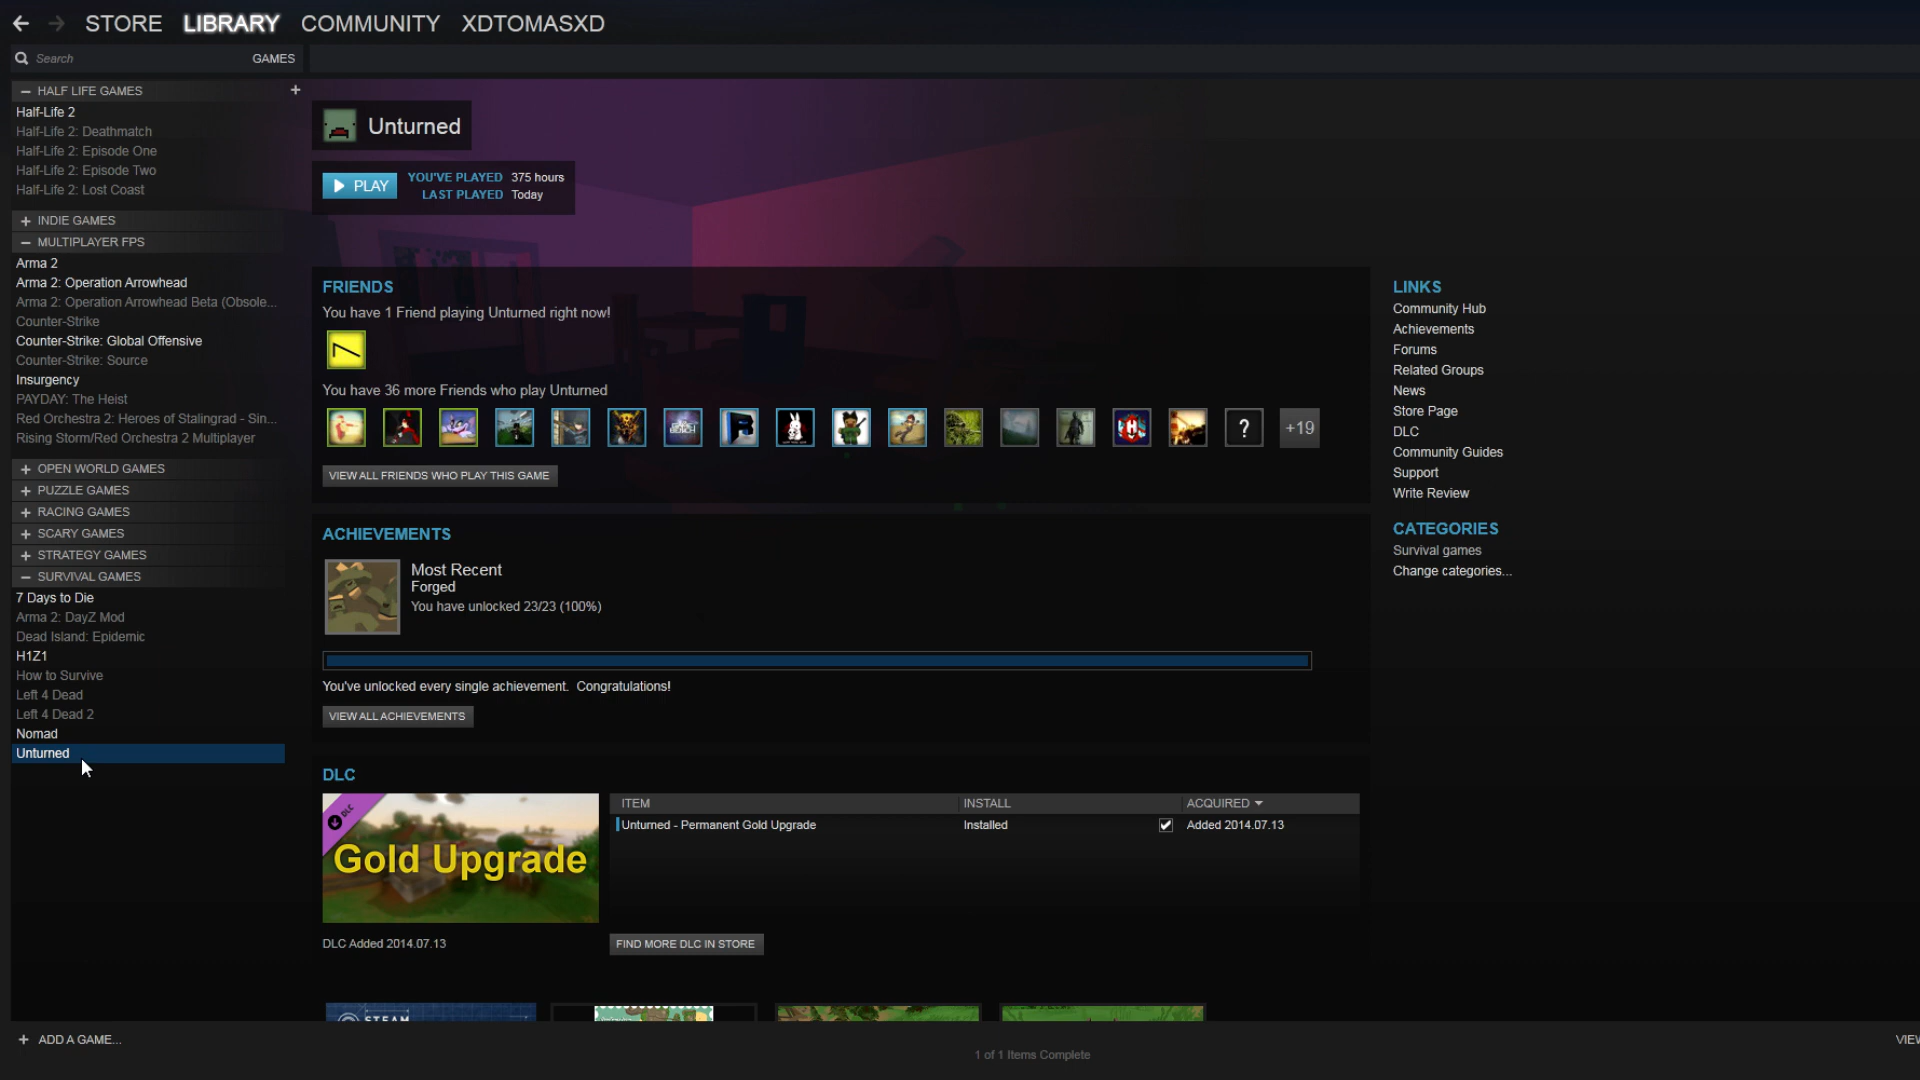 STORE LIBRARY COMMUNITY XDTOMASXD
Search GAMES
— HALF LIFE GAMES +
Half-Life 2
Half-Life 2: Deathmatch
Half-Life 2: Episode One
Half-Life 2: Episode Two
Half-Life 2: Lost Coast
+ INDIE GAMES
— MULTIPLAYER FPS
Arma 2
Arma 2: Operation Arrowhead
Arma 2: Operation Arrowhead Beta (Obsole...
Counter-Strike
Counter-Strike: Global Offensive
Counter-Strike: Source
Insurgency
PAYDAY: The Heist
Red Orchestra 2: Heroes of Stalingrad - Sin...
Rising Storm/Red Orchestra 2 Multiplayer
+ OPEN WORLD GAMES
+ PUZZLE GAMES
+ RACING GAMES
+ SCARY GAMES
+ STRATEGY GAMES
— SURVIVAL GAMES
7 Days to Die
Arma 2: DayZ Mod
Dead Island: Epidemic
H1Z1
How to Survive
Left 4 Dead
Left 4 Dead 2
Nomad
Unturned
+ ADD A GAME...
Unturned
PLAY
YOU'VE PLAYED 375 hours
LAST PLAYED Today
FRIENDS
You have 1 Friend playing Unturned right now!
You have 36 more Friends who play Unturned
? +19
VIEW ALL FRIENDS WHO PLAY THIS GAME
ACHIEVEMENTS
Most Recent
Forged
You have unlocked 23/23 (100%)
You've unlocked every single achievement. Congratulations!
VIEW ALL ACHIEVEMENTS
DLC
DLC
Gold Upgrade
DLC Added 2014.07.13
ITEM INSTALL ACQUIRED
Unturned - Permanent Gold Upgrade Installed Added 2014.07.13
FIND MORE DLC IN STORE
STEAM
LINKS
Community Hub
Achievements
Forums
Related Groups
News
Store Page
DLC
Community Guides
Support
Write Review
CATEGORIES
Survival games
Change categories...
1 of 1 Items Complete
VIEW